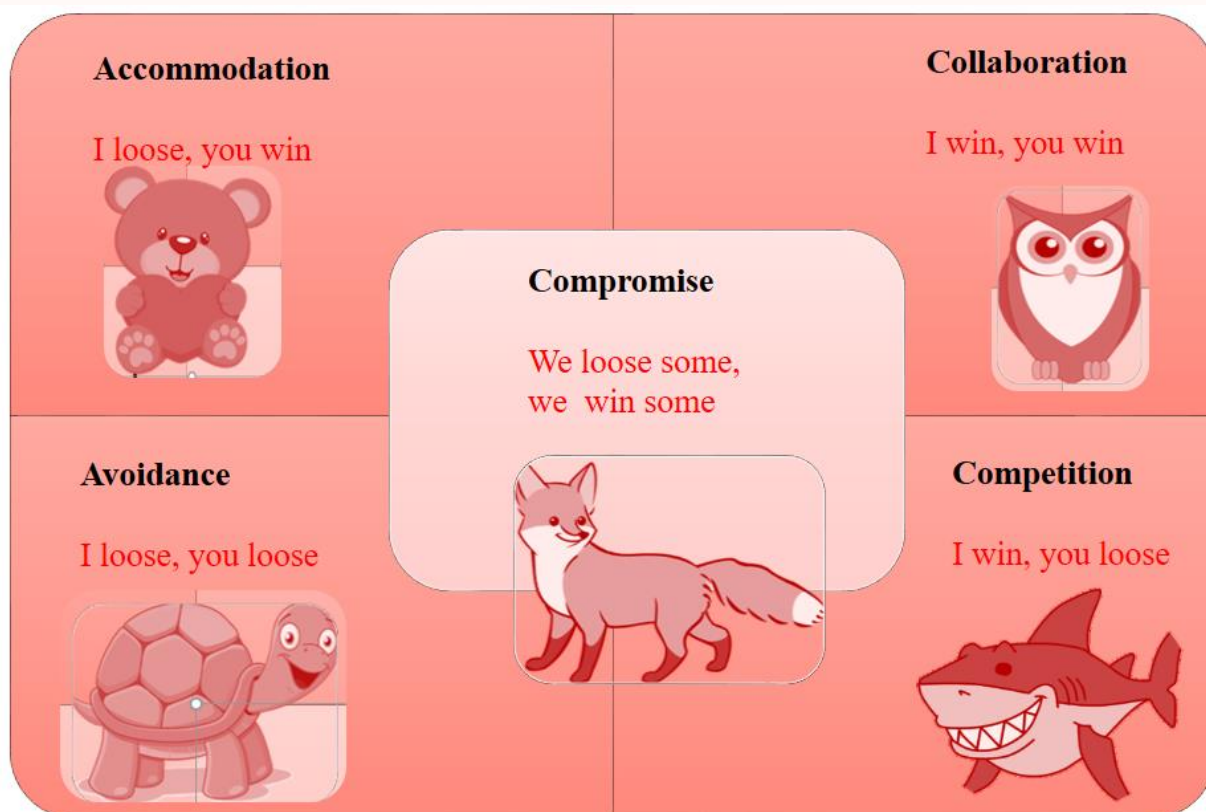 Accommodation
I loose, you win
Collaboration
I win, you win
Compromise
We loose some,
we win some
Avoidance
I loose, you loose
Competition
I win, you loose